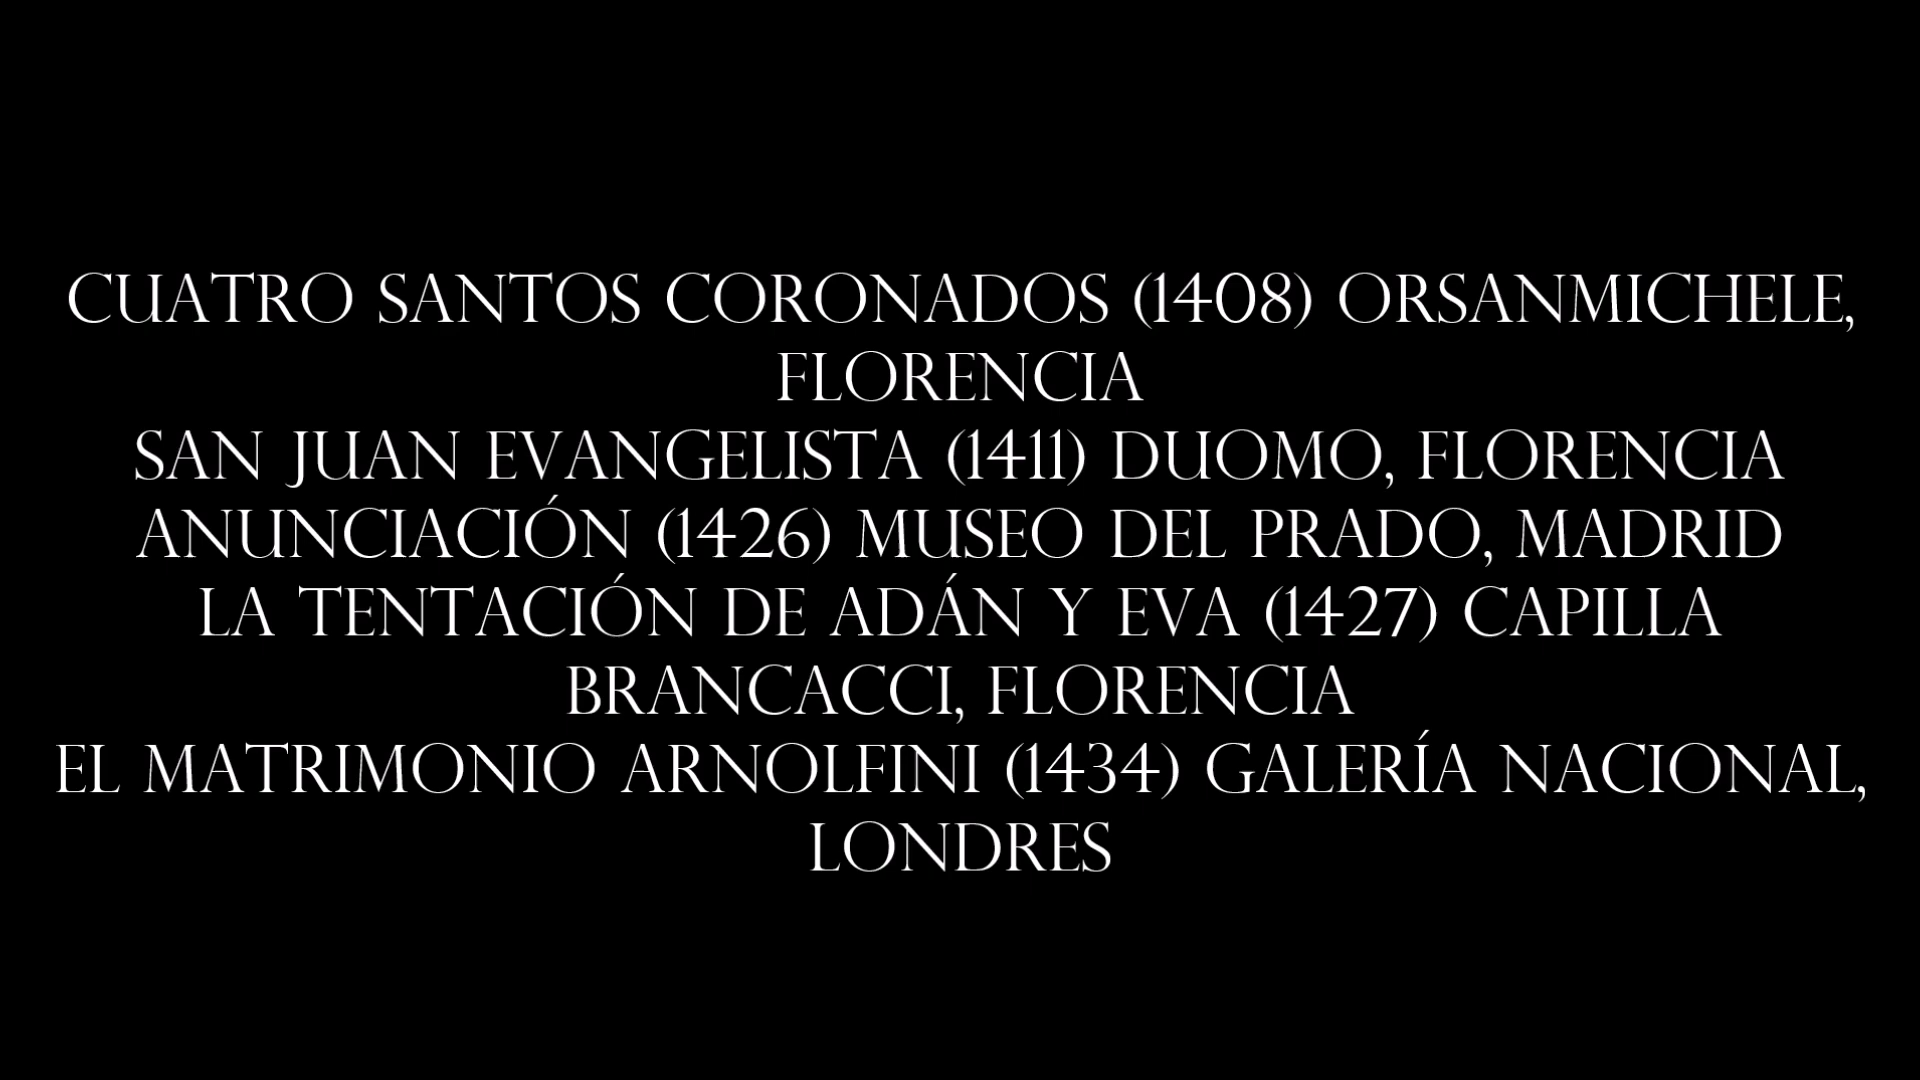 CUATRO SANTOS CORONADOS (1408) ORSANMICHELE,
FLORENCIA
SAN JUAN EVANGELISTA (1411) DUOMO, FLORENCIA
ANUNCIACIÓN (1426) MUSEO DEL PRADO, MADRID
LA TENTACIÓN DE ADÁN Y EVA (1427) CAPILLA
BRANCACCI, FLORENCIA
EL MATRIMONIO ARNOLFINI (1434) GALERÍA NACIONAL,
LONDRES